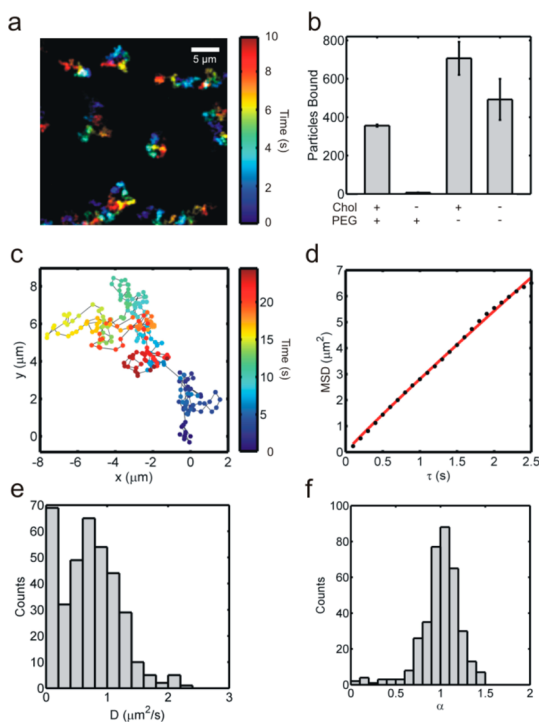 a
5 μm
10
8
6
4
2
0
Time (s)
b
800
600
400
200
0
Particles Bound
Chol + - + -
PEG + + - -
c
8
6
4
2
0
y (μm)
-8 -6 -4 -2 0 2
x (μm)
20
15
10
5
0
Time (s)
d
7
6
5
4
3
2
1
0
MSD (μm²)
0 0.5 1 1.5 2 2.5
τ (s)
e
70
60
50
40
30
20
10
0
Counts
0 1 2 3
D (μm²/s)
f
100
80
60
40
20
0
Counts
0 0.5 1 1.5 2
α